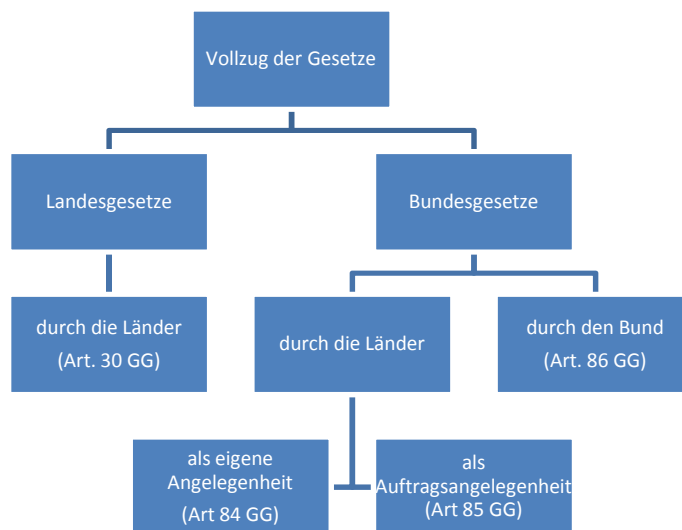 Vollzug der Gesetze
Landesgesetze
Bundesgesetze
durch die Länder
(Art. 30 GG)
durch die Länder
durch den Bund
(Art. 86 GG)
als eigene
Angelegenheit
(Art 84 GG)
als
Auftragsangelegenheit
(Art 85 GG)